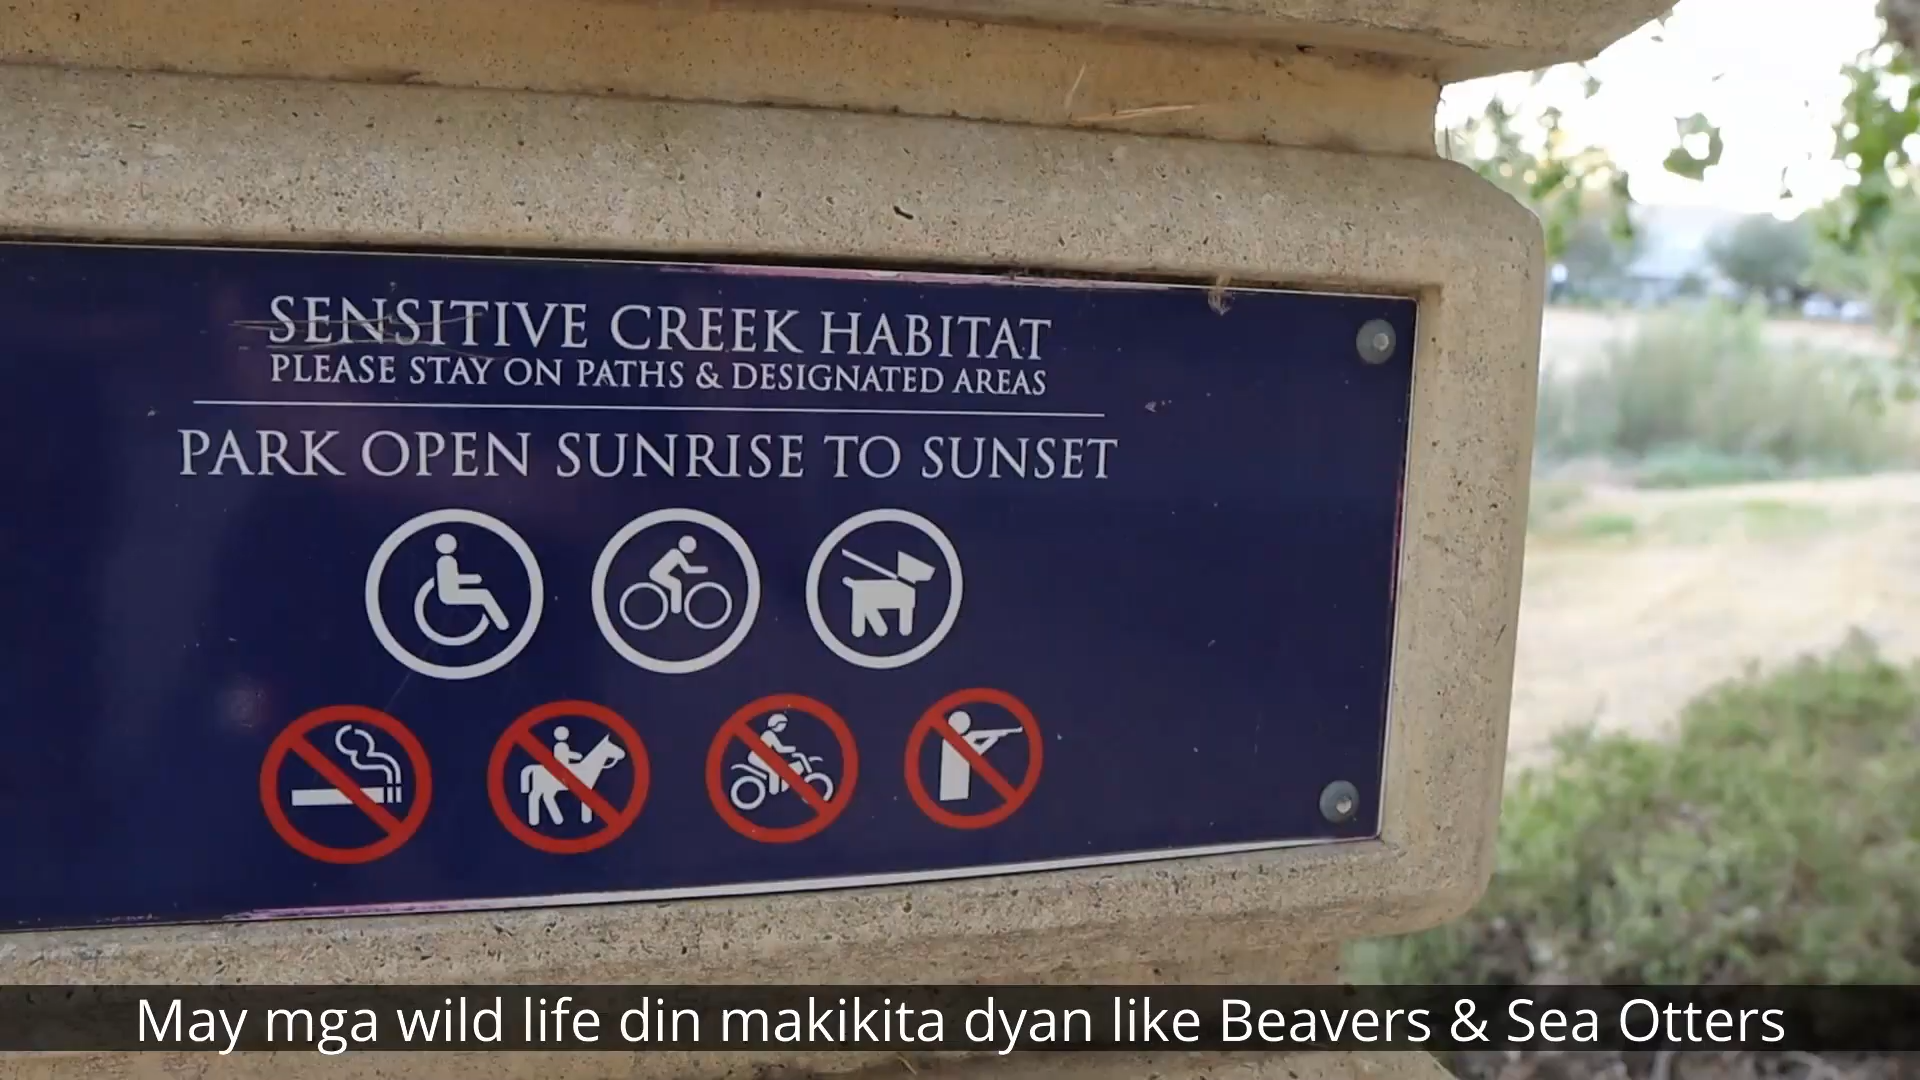 SENSITIVE CREEK HABITAT
PLEASE STAY ON PATHS & DESIGNATED AREAS
PARK OPEN SUNRISE TO SUNSET
May mga wild life din makikita dyan like Beavers & Sea Otters